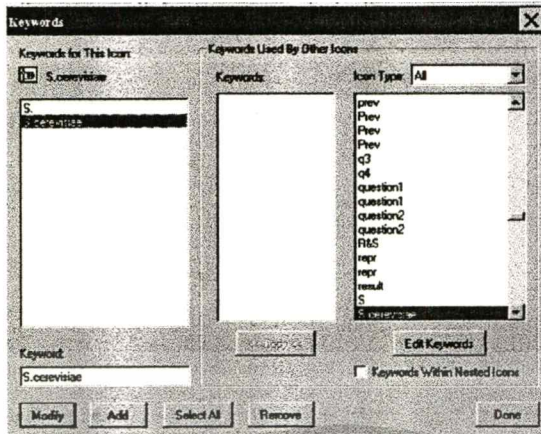 Keywords
Keywords for This Icon:
S.cerevisiae
S.
S.cerevisiae
Keyword:
S.cerevisiae
Keywords Used By Other Icons
Keywords:
Icon Type: All
prev
Prev
Prev
Prev
q3
q4
question1
question1
question2
question2
R&S
repr
repr
result
S
S.cerevisiae
Edit Keywords
Keywords Within Nested Icons
Modify
Add
Select All
Remove
Done